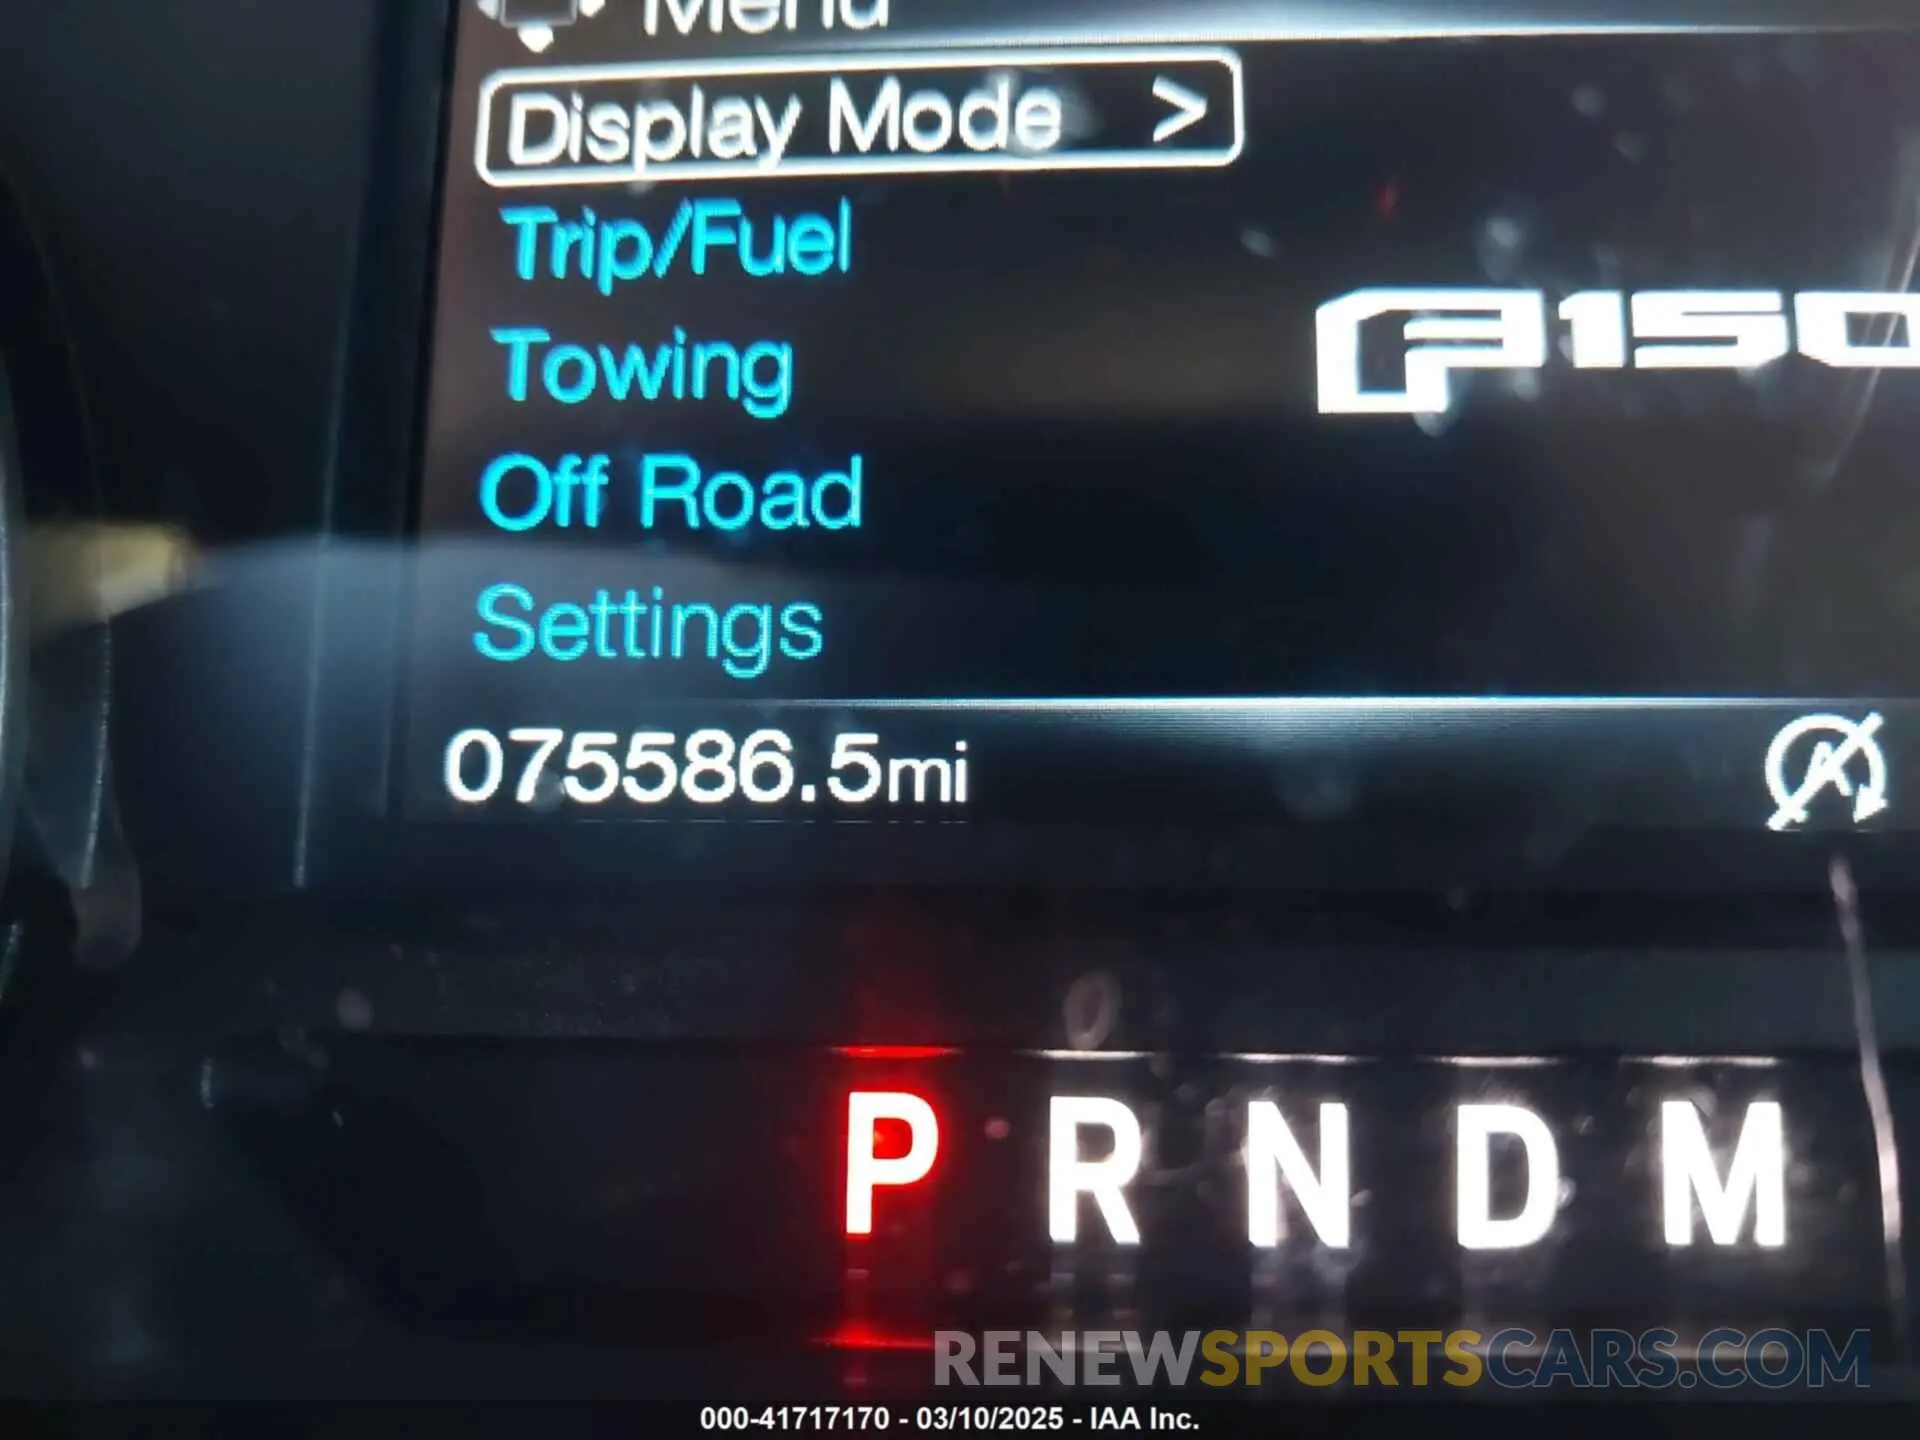 Menu
Display Mode >
Trip/Fuel
F150
Towing
Off Road
Settings
075586.5mi
A
P R N D M
RENEWSPORTSCARS.COM
000-41717170 - 03/10/2025 - IAA Inc.